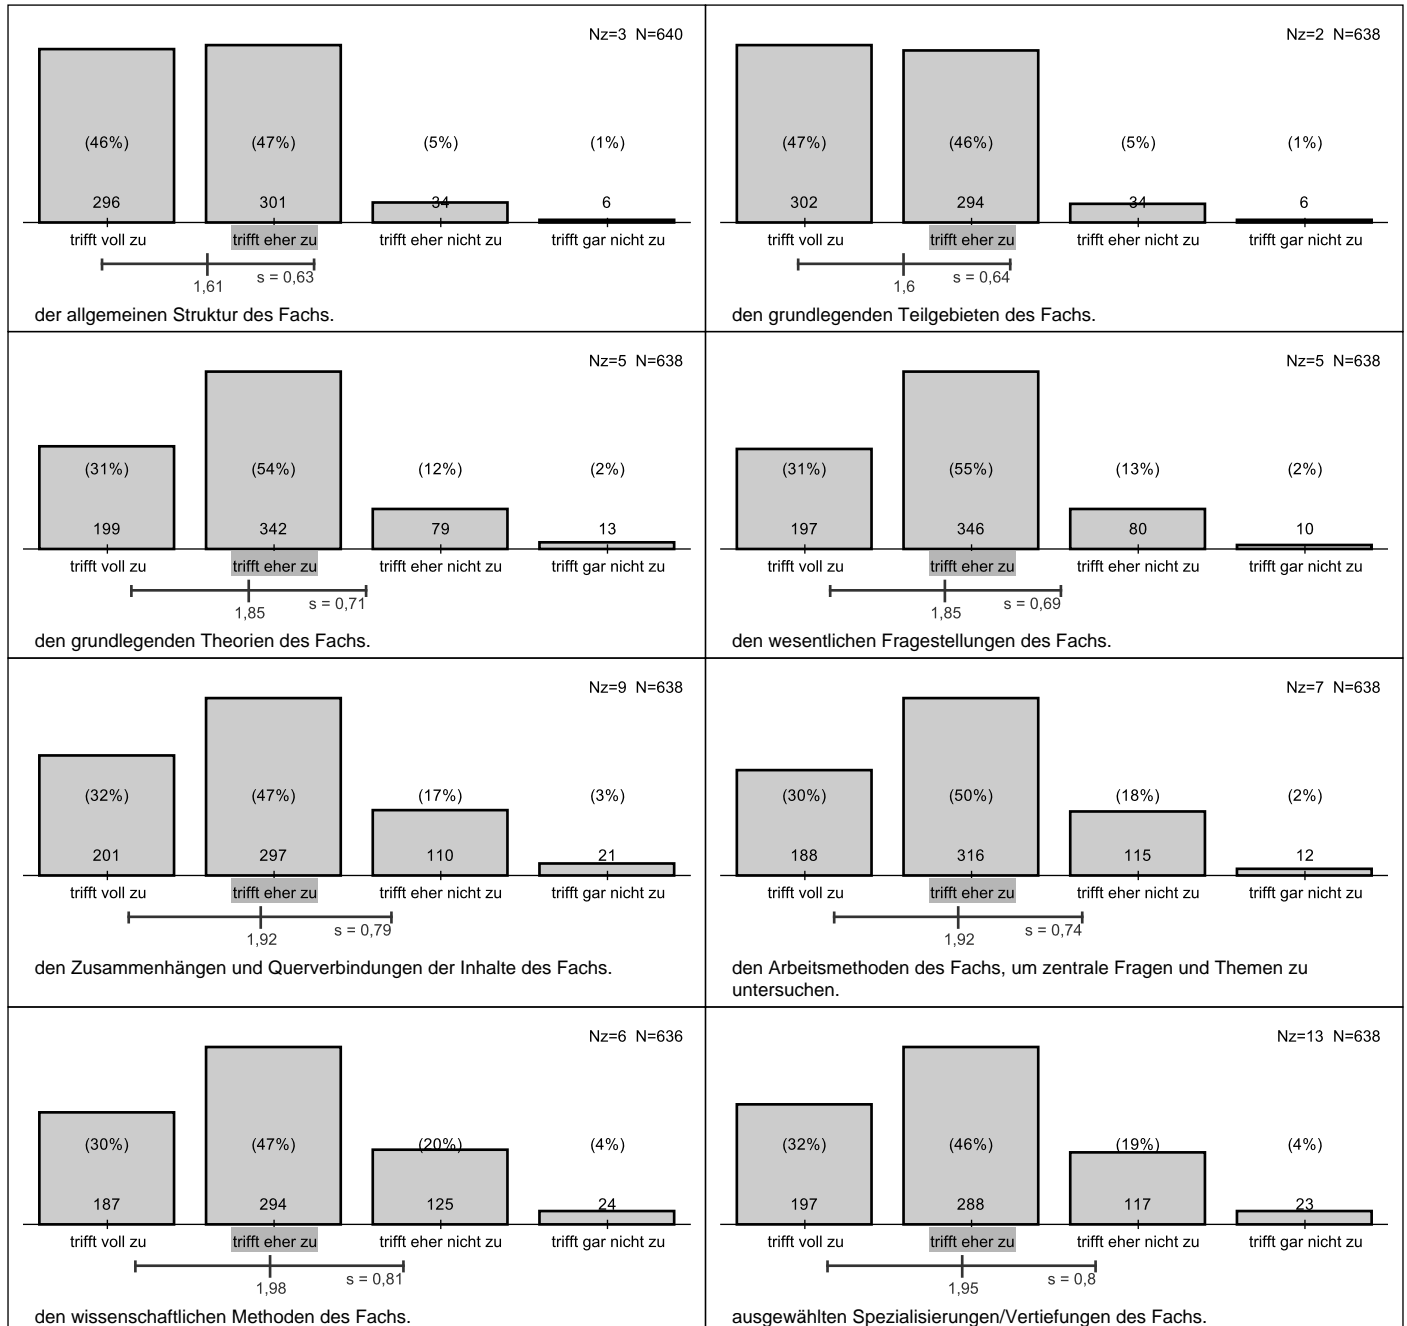 Nz=3 N=640
(46%) (47%) (5%) (1%)
296 301 34 6
trifft voll zu trifft eher zu trifft eher nicht zu trifft gar nicht zu
s = 0,63
1,61
der allgemeinen Struktur des Fachs.
Nz=2 N=638
(47%) (46%) (5%) (1%)
302 294 34 6
trifft voll zu trifft eher zu trifft eher nicht zu trifft gar nicht zu
s = 0,64
1,6
den grundlegenden Teilgebieten des Fachs.
Nz=5 N=638
(31%) (54%) (12%) (2%)
199 342 79 13
trifft voll zu trifft eher zu trifft eher nicht zu trifft gar nicht zu
s = 0,71
1,85
den grundlegenden Theorien des Fachs.
Nz=5 N=638
(31%) (55%) (13%) (2%)
197 346 80 10
trifft voll zu trifft eher zu trifft eher nicht zu trifft gar nicht zu
s = 0,69
1,85
den wesentlichen Fragestellungen des Fachs.
Nz=9 N=638
(32%) (47%) (17%) (3%)
201 297 110 21
trifft voll zu trifft eher zu trifft eher nicht zu trifft gar nicht zu
s = 0,79
1,92
den Zusammenhängen und Querverbindungen der Inhalte des Fachs.
Nz=7 N=638
(30%) (50%) (18%) (2%)
188 316 115 12
trifft voll zu trifft eher zu trifft eher nicht zu trifft gar nicht zu
s = 0,74
1,92
den Arbeitsmethoden des Fachs, um zentrale Fragen und Themen zu
untersuchen.
Nz=6 N=636
(30%) (47%) (20%) (4%)
187 294 125 24
trifft voll zu trifft eher zu trifft eher nicht zu trifft gar nicht zu
s = 0,81
1,98
den wissenschaftlichen Methoden des Fachs.
Nz=13 N=638
(32%) (46%) (19%) (4%)
197 288 117 23
trifft voll zu trifft eher zu trifft eher nicht zu trifft gar nicht zu
s = 0,8
1,95
ausgewählten Spezialisierungen/Vertiefungen des Fachs.